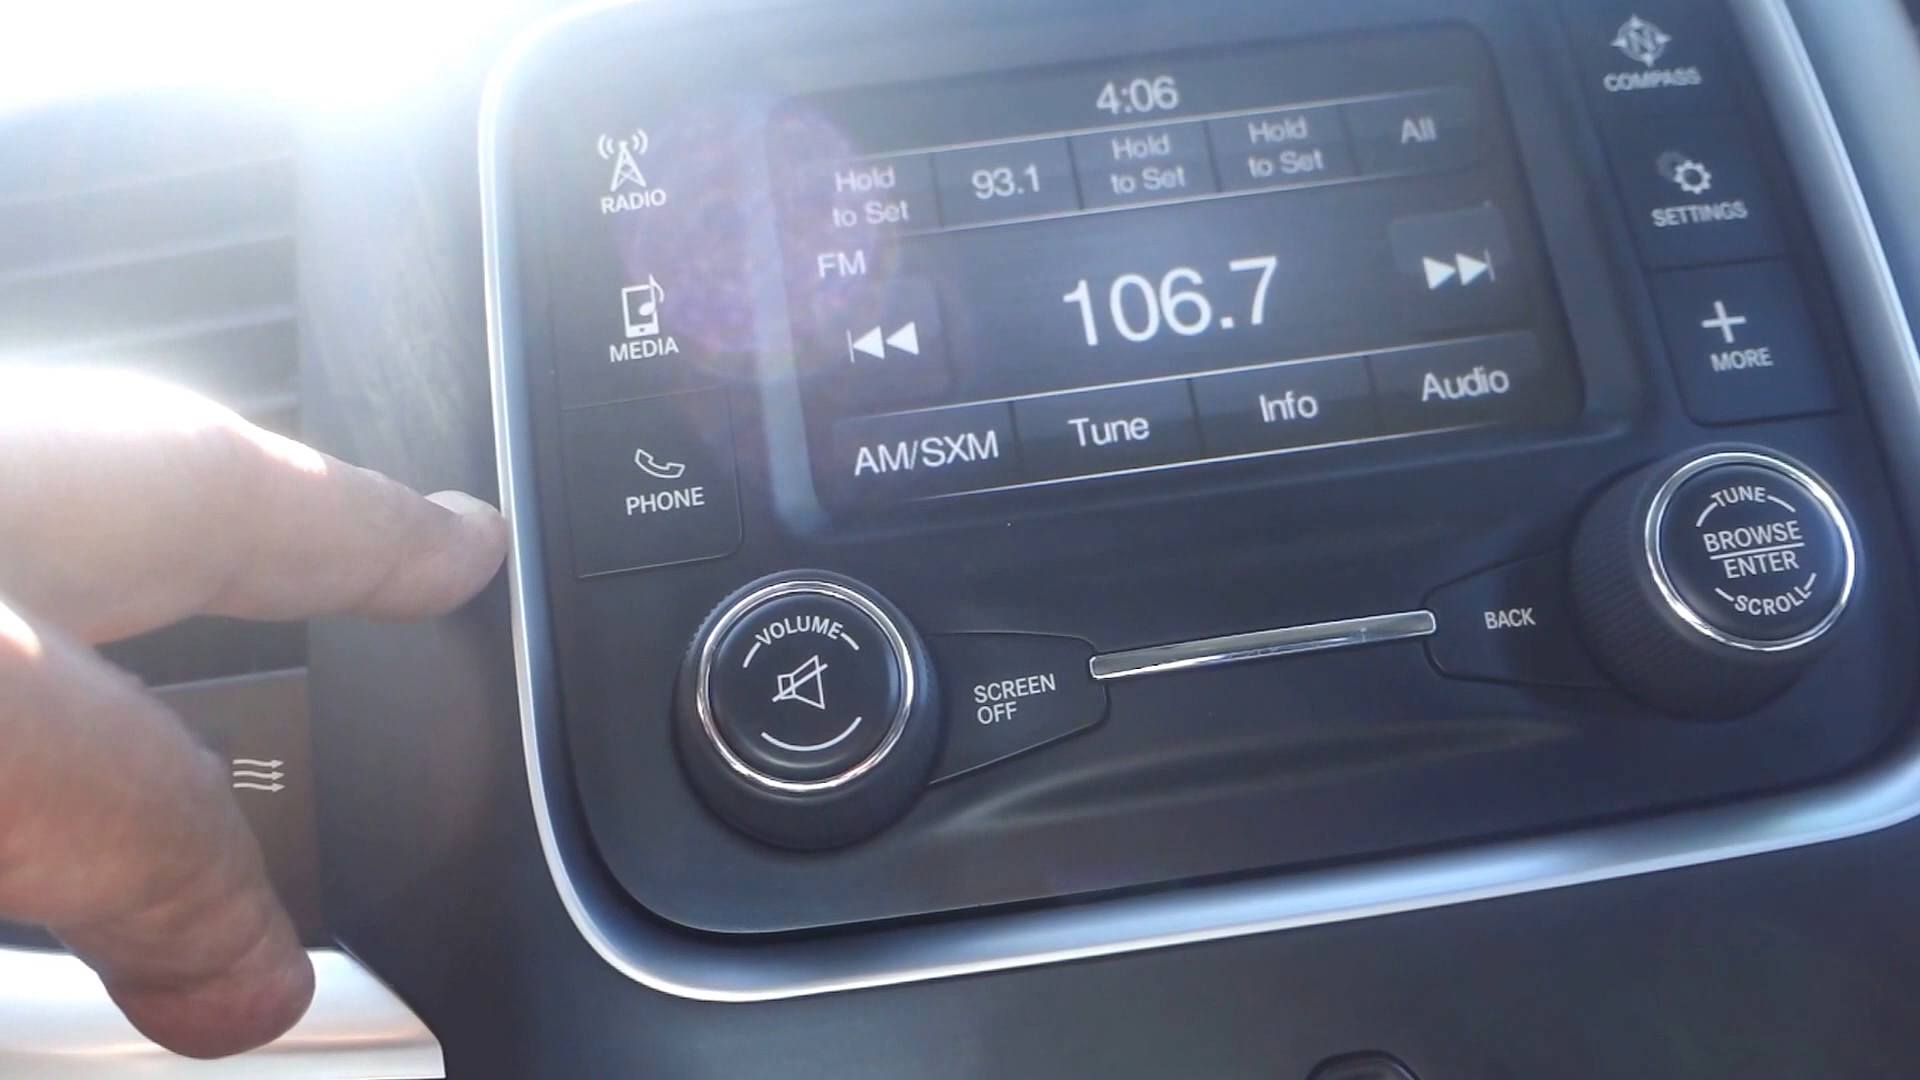 4:06
Hold
to Set
93.1
Hold
to Set
Hold
to Set
All
FM
106.7
AM/SXM
Tune
Info
Audio
RADIO
MEDIA
PHONE
COMPASS
N
SETTINGS
MORE
VOLUME
SCREEN
OFF
BACK
TUNE
BROWSE
ENTER
SCROLL